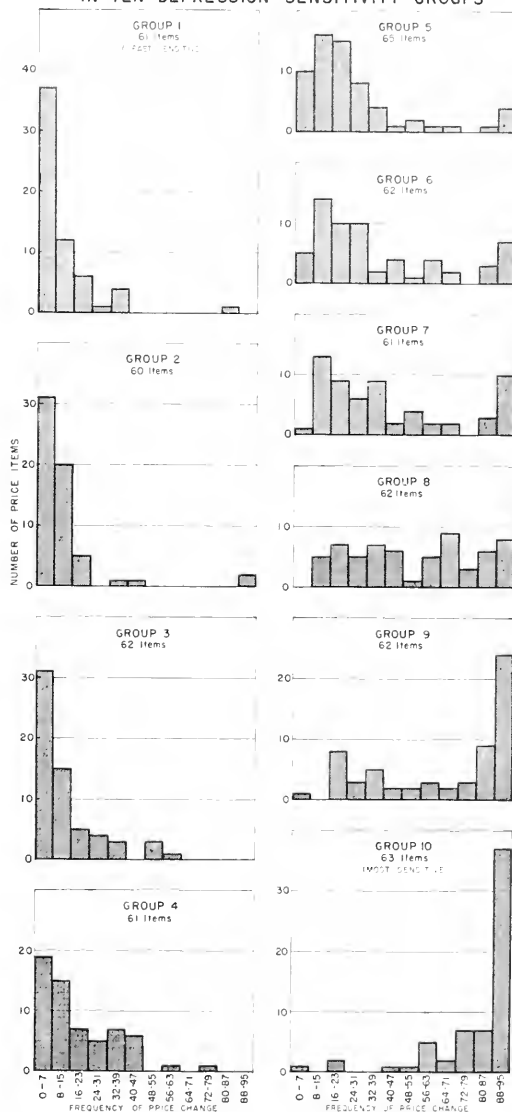 IN TEN DEPRESSION SENSITIVITY GROUPS
GROUP 1
61 Items
(LEAST SENSITIVE)
40
30
20
10
0
GROUP 2
60 Items
30
20
10
0
NUMBER OF PRICE ITEMS
GROUP 3
62 Items
30
20
10
0
GROUP 4
61 Items
20
10
0
0-7
8-15
16-23
24-31
32-39
40-47
48-55
56-63
64-71
72-79
80-87
88-95
FREQUENCY OF PRICE CHANGE
GROUP 5
65 Items
10
0
GROUP 6
62 Items
10
0
GROUP 7
61 Items
10
0
GROUP 8
62 Items
10
0
GROUP 9
62 Items
20
10
0
GROUP 10
63 Items
(MOST SENSITIVE
30
20
10
0
0-7
8-15
16-23
24-31
32-39
40-47
48-55
56-63
64-71
72-79
80-87
88-95
FREQUENCY OF PRICE CHANGE